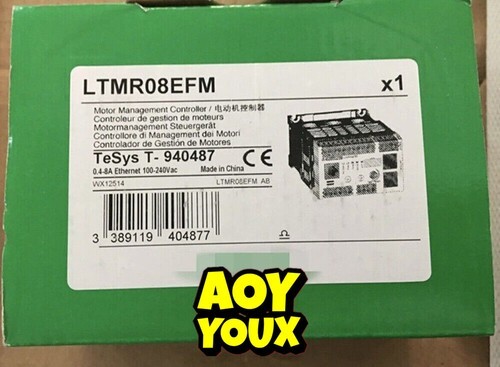 LTMR08EFM x1
Motor Management Controller / 电动机控制器
Controleur de gestion de moteurs
Motormanagement Steuergerät
Controllore di Management dei Motori
Controlador de Gestión de Motores
TeSys T- 940487 CE
0.4-8A Ethernet 100-240Vac Made in China
WX12514 LTMR08EFM AB
3 389119 404877
AOY
YOUX